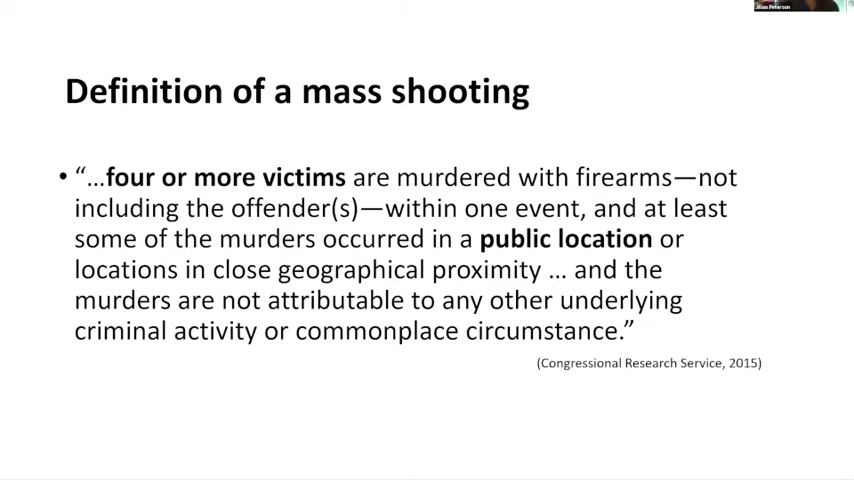 Jillian Peterson
Definition of a mass shooting
• “…four or more victims are murdered with firearms—not
including the offender(s)—within one event, and at least
some of the murders occurred in a public location or
locations in close geographical proximity … and the
murders are not attributable to any other underlying
criminal activity or commonplace circumstance.”
(Congressional Research Service, 2015)